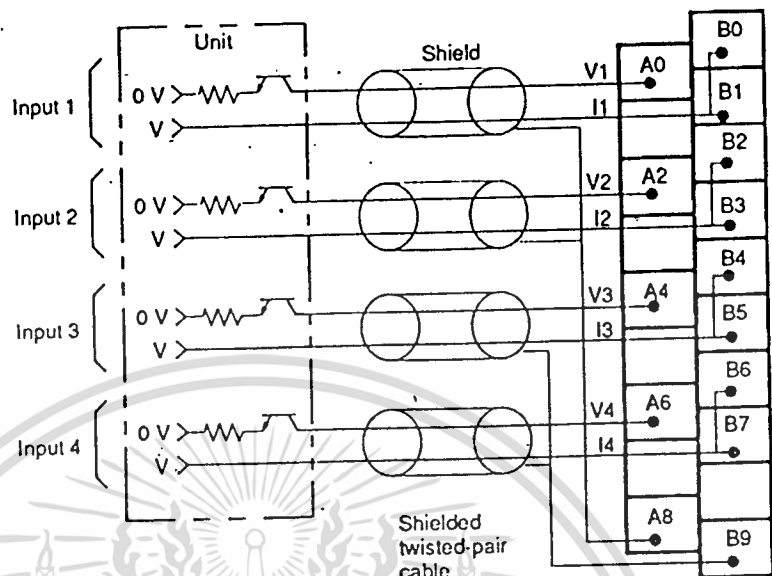 Unit
Shield
B0
Input 1
0 V
V
V1
I1
A0
B1
B2
Input 2
0 V
V
V2
I2
A2
B3
B4
Input 3
0 V
V
V3
I3
A4
B5
B6
Input 4
0 V
V
V4
I4
A6
B7
A8
B9
Shielded
twisted-pair
cable